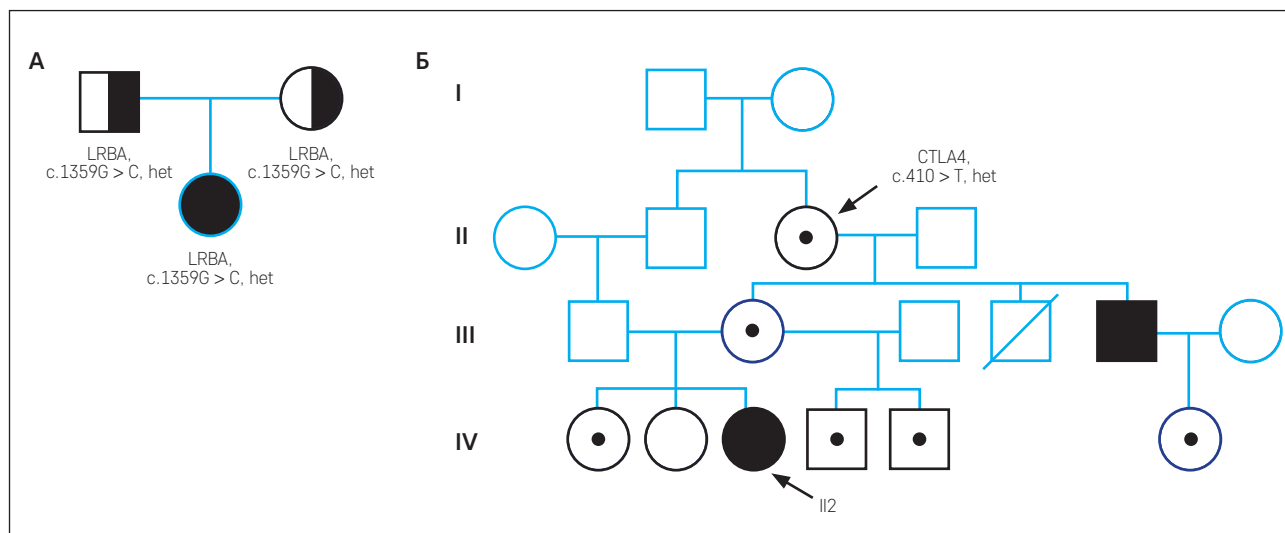 А
LRBA,
c.1359G > C, het
LRBA,
c.1359G > C, het
LRBA,
c.1359G > C, het
Б
I
CTLA4,
c.410 > T, het
II
III
IV
II2